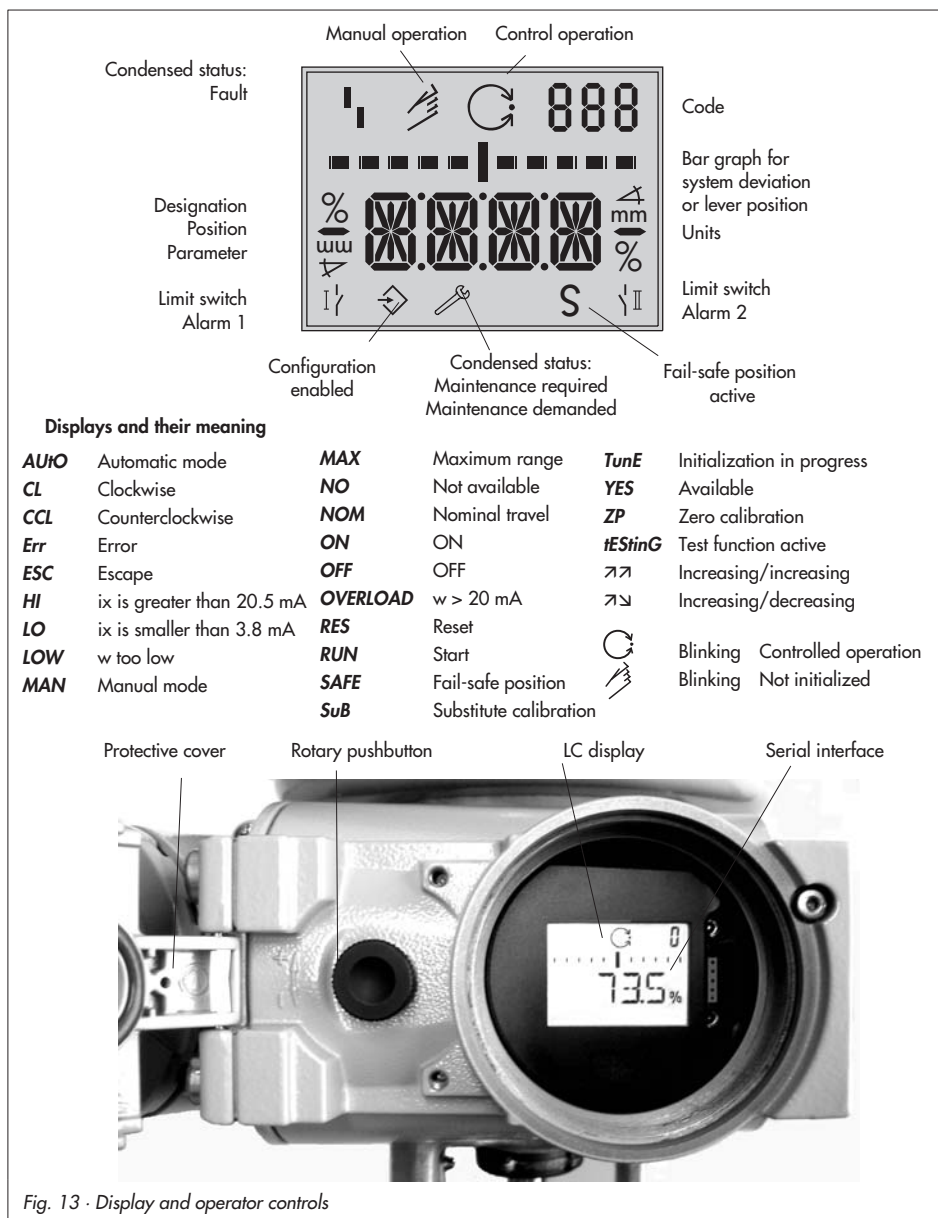 Manual operation
Control operation
Condensed status:
Fault
888
Code
Bar graph for
system deviation
or lever position
Units
Designation
Position
Parameter
%
mm
mm
%
Limit switch
Alarm 1
I
S
II
Limit switch
Alarm 2
Configuration
enabled
Condensed status:
Maintenance required
Maintenance demanded
Fail-safe position
active
Displays and their meaning
AUtO Automatic mode
CL Clockwise
CCL Counterclockwise
Err Error
ESC Escape
HI ix is greater than 20.5 mA
LO ix is smaller than 3.8 mA
LOW w too low
MAN Manual mode
MAX Maximum range
NO Not available
NOM Nominal travel
ON ON
OFF OFF
OVERLOAD w > 20 mA
RES Reset
RUN Start
SAFE Fail-safe position
SuB Substitute calibration
TunE Initialization in progress
YES Available
ZP Zero calibration
tEStinG Test function active
↗↗ Increasing/increasing
↗↘ Increasing/decreasing
Blinking Controlled operation
Blinking Not initialized
Protective cover
Rotary pushbutton
LC display
Serial interface
0
73.5 %
Fig. 13 · Display and operator controls